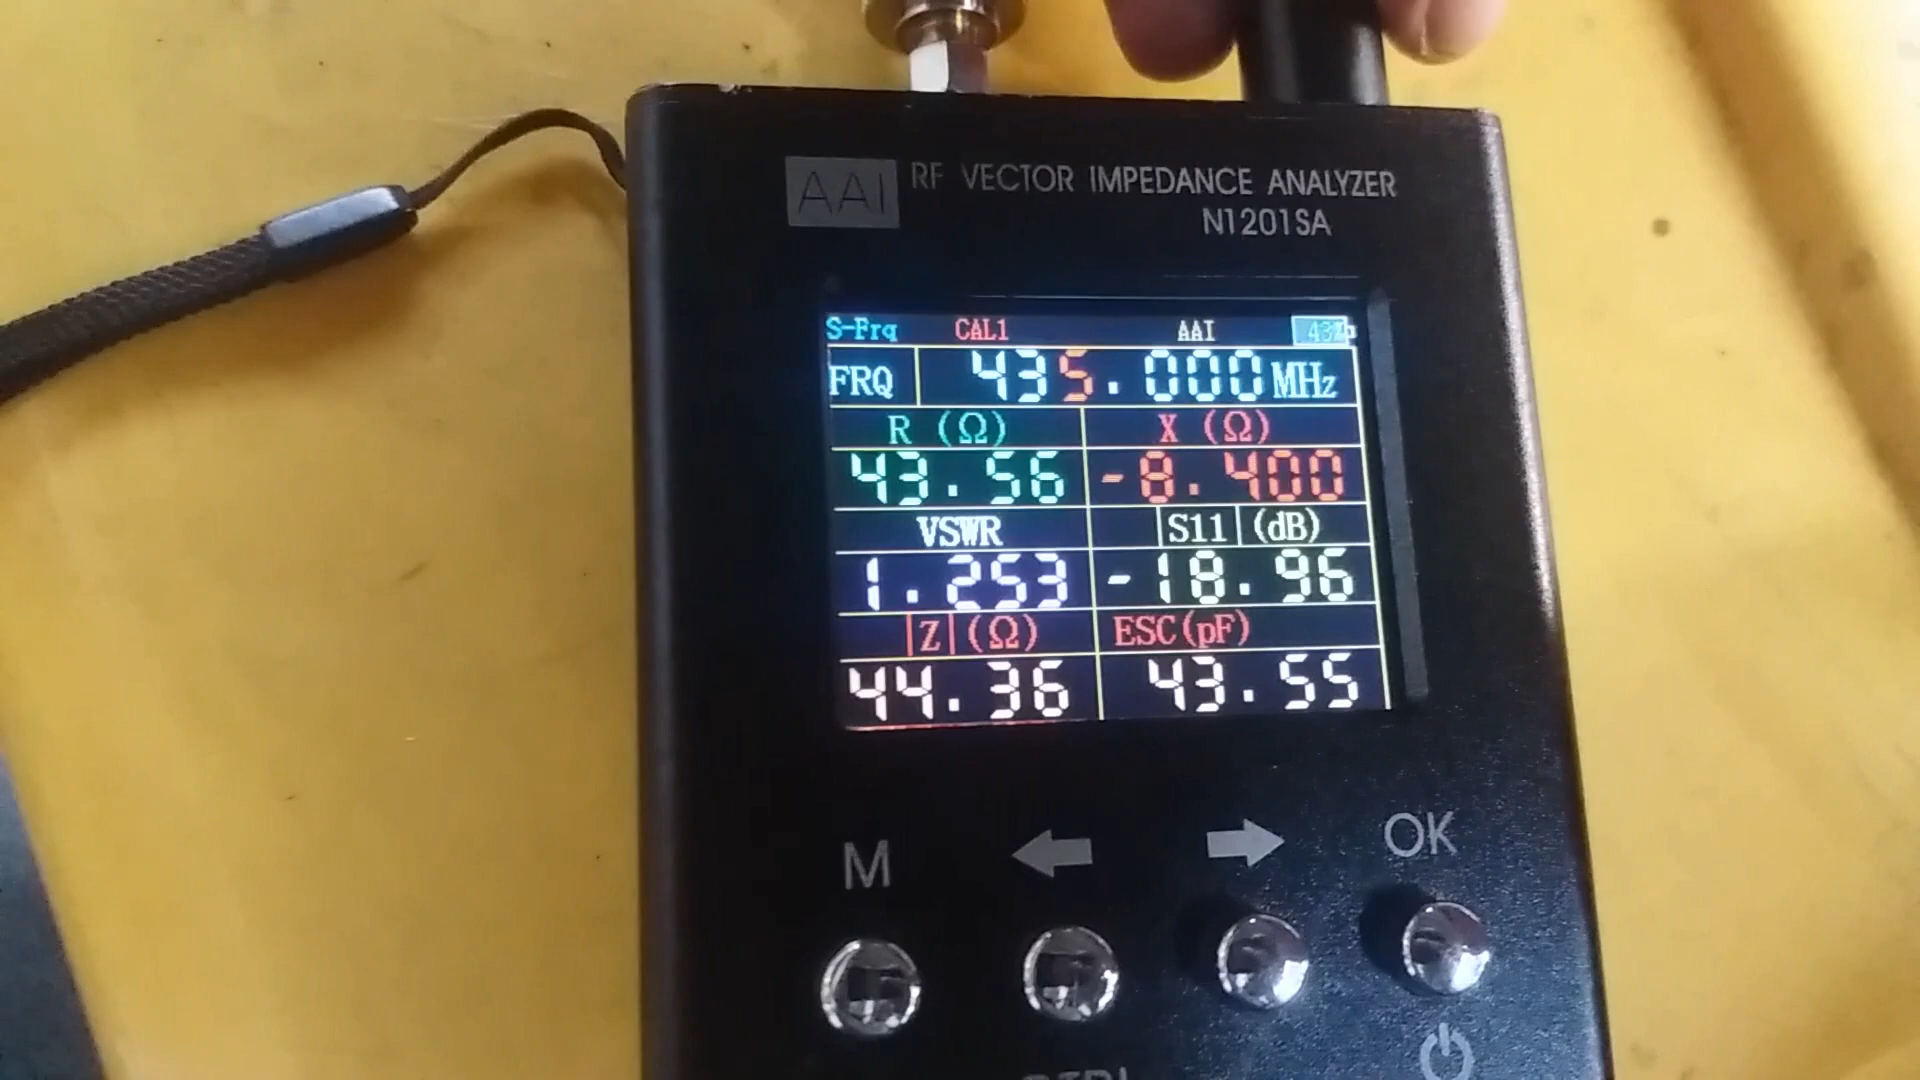 AAI RF VECTOR IMPEDANCE ANALYZER
N1201SA
S-Frq CAL1 AAI
FRQ 435.000MHz
R (Ω) X (Ω)
43.56 -8.400
VSWR |S11|(dB)
1.253 -18.96
|Z|(Ω) ESC(pF)
44.36 43.55
M OK